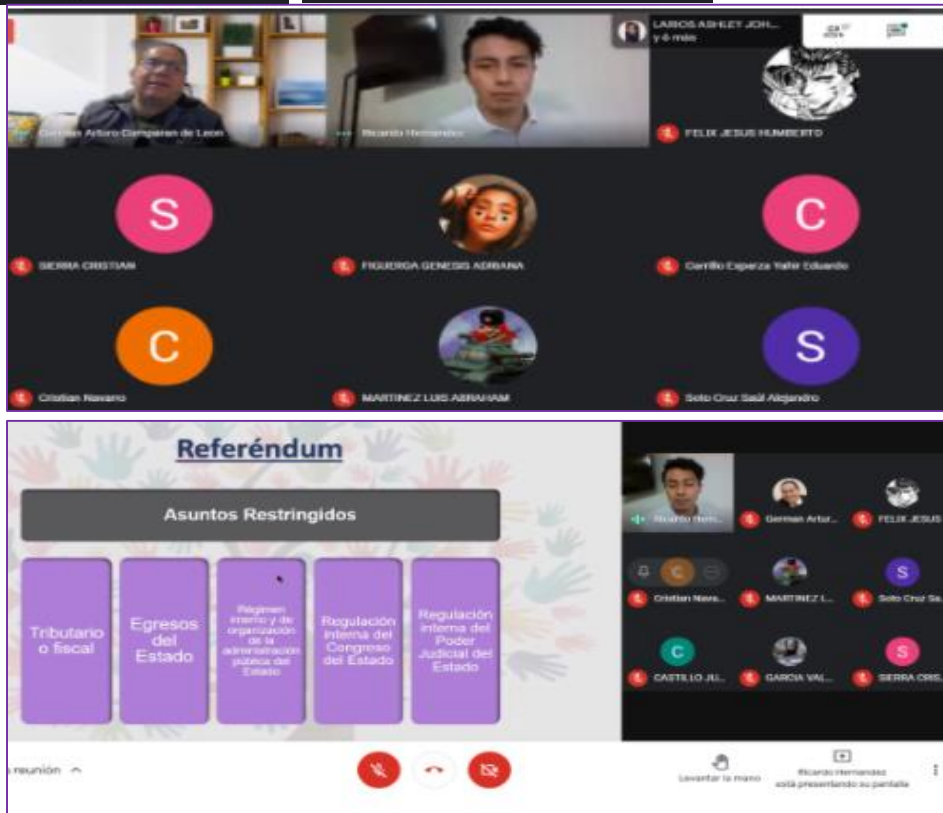 LARIOS ASHLEY JOH...
y 6 más
German Arturo Camparan de Leon
Ricardo Hernandez
FELIX JESUS HUMBERTO
S
C
SIERRA CRISTIAN
FIGUEROA GENESIS ADRIANA
Carrillo Esparza Yahir Eduardo
C
S
Cristian Navarro
MARTINEZ LUIS ABRAHAM
Soto Cruz Saúl Alejandro
Referéndum
Asuntos Restringidos
Tributario
o fiscal
Egresos
del
Estado
Régimen
interno y de
organización
de la
administración
pública del
Estado
Regulación
interna del
Congreso
del Estado
Regulación
interna del
Poder
Judicial del
Estado
Ricardo Hern...
German Artur...
FELIX JESUS
C
S
Cristian Nava...
MARTINEZ L...
Soto Cruz Sa...
C
S
CASTILLO JU...
GARCIA VAL...
SIERRA CRIS...
reunión
Levantar la mano
Ricardo Hernandez
está presentando su pantalla